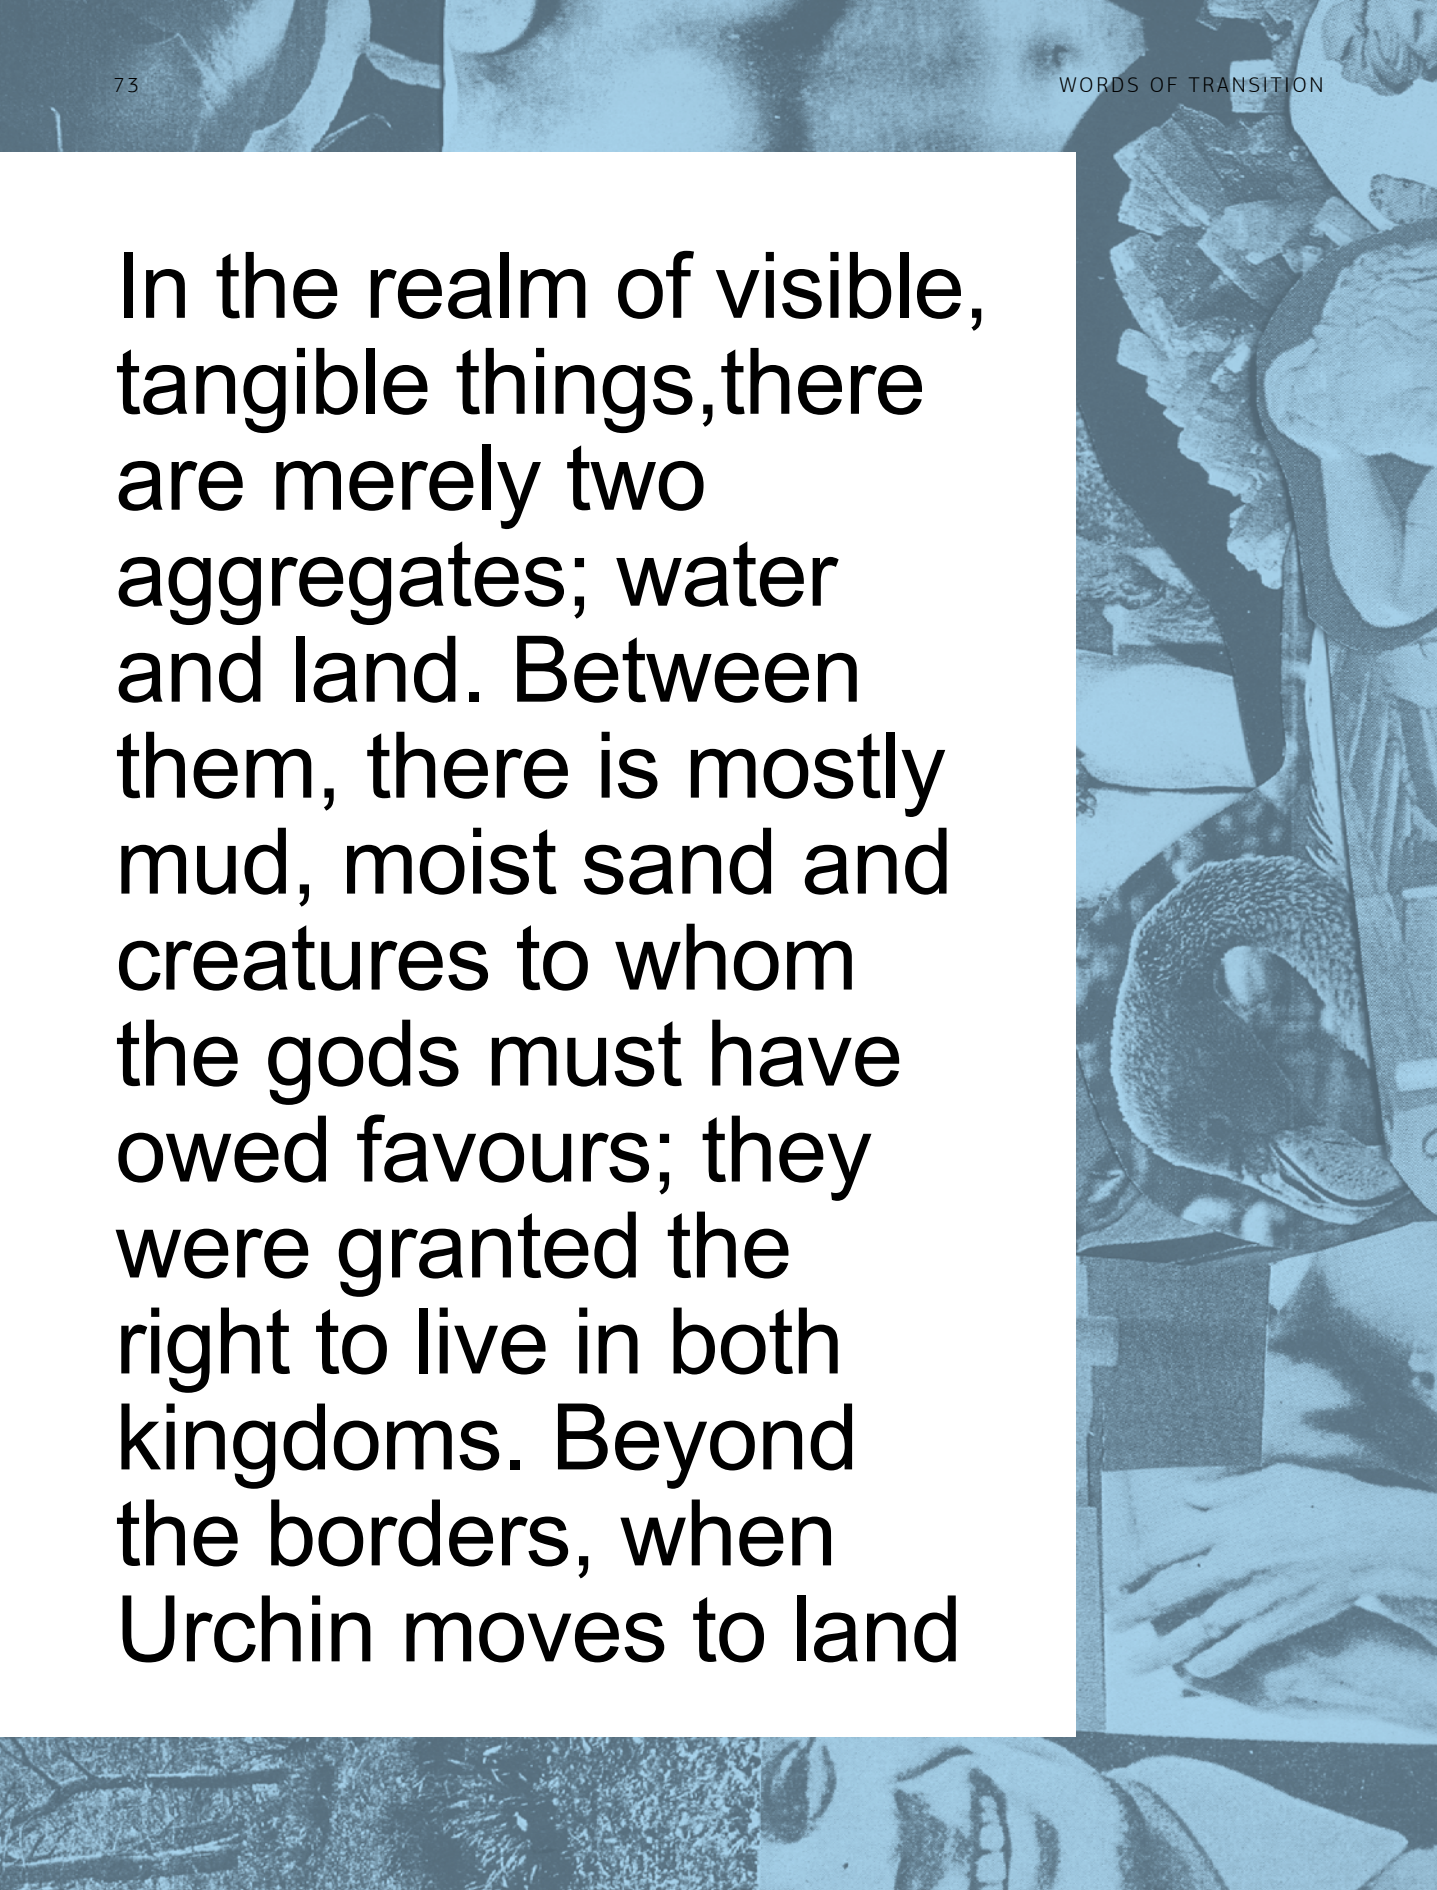 73
WORDS OF TRANSITION
In the realm of visible,
tangible things,there
are merely two
aggregates; water
and land. Between
them, there is mostly
mud, moist sand and
creatures to whom
the gods must have
owed favours; they
were granted the
right to live in both
kingdoms. Beyond
the borders, when
Urchin moves to land